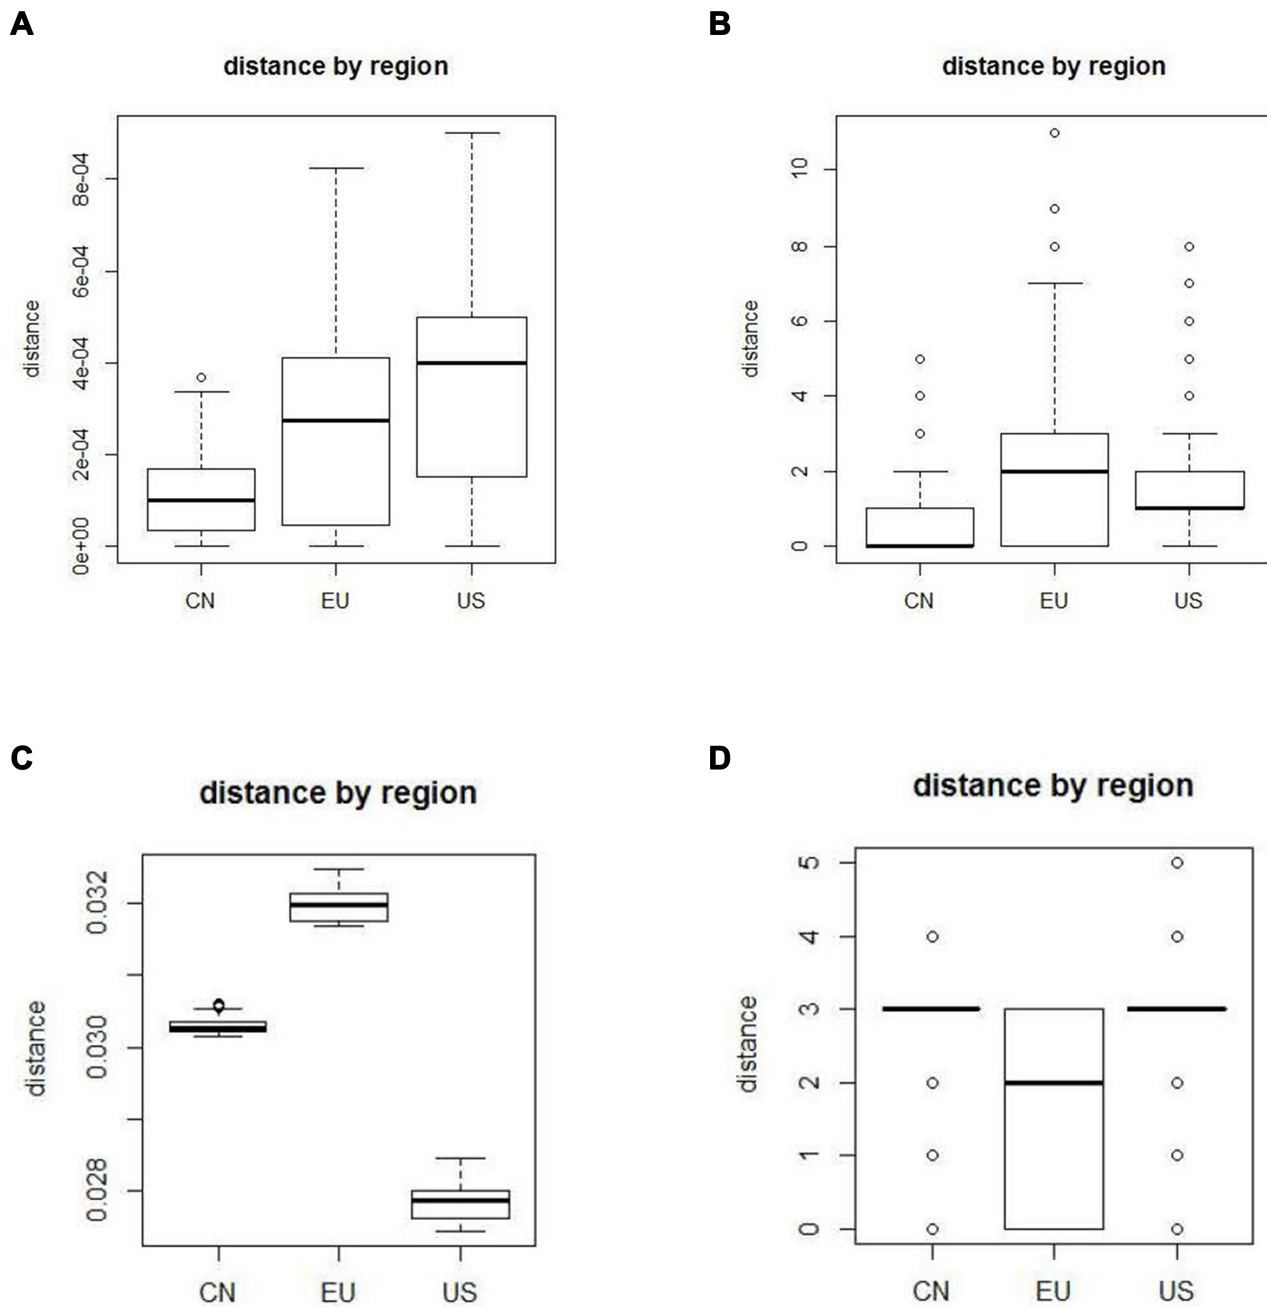 A
distance by region
distance
8e-04
6e-04
4e-04
2e-04
0e+00
CN EU US
B
distance by region
distance
10
8
6
4
2
0
CN EU US
C
distance by region
distance
0.032
0.030
0.028
CN EU US
D
distance by region
distance
5
4
3
2
1
0
CN EU US